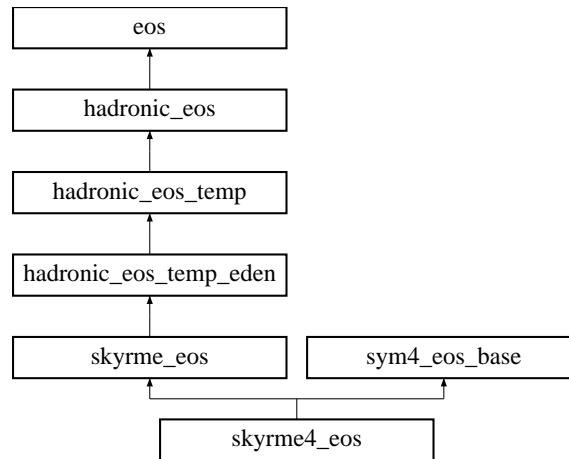 eos
hadronic_eos
hadronic_eos_temp
hadronic_eos_temp_eden
skyrme_eos
sym4_eos_base
skyrme4_eos